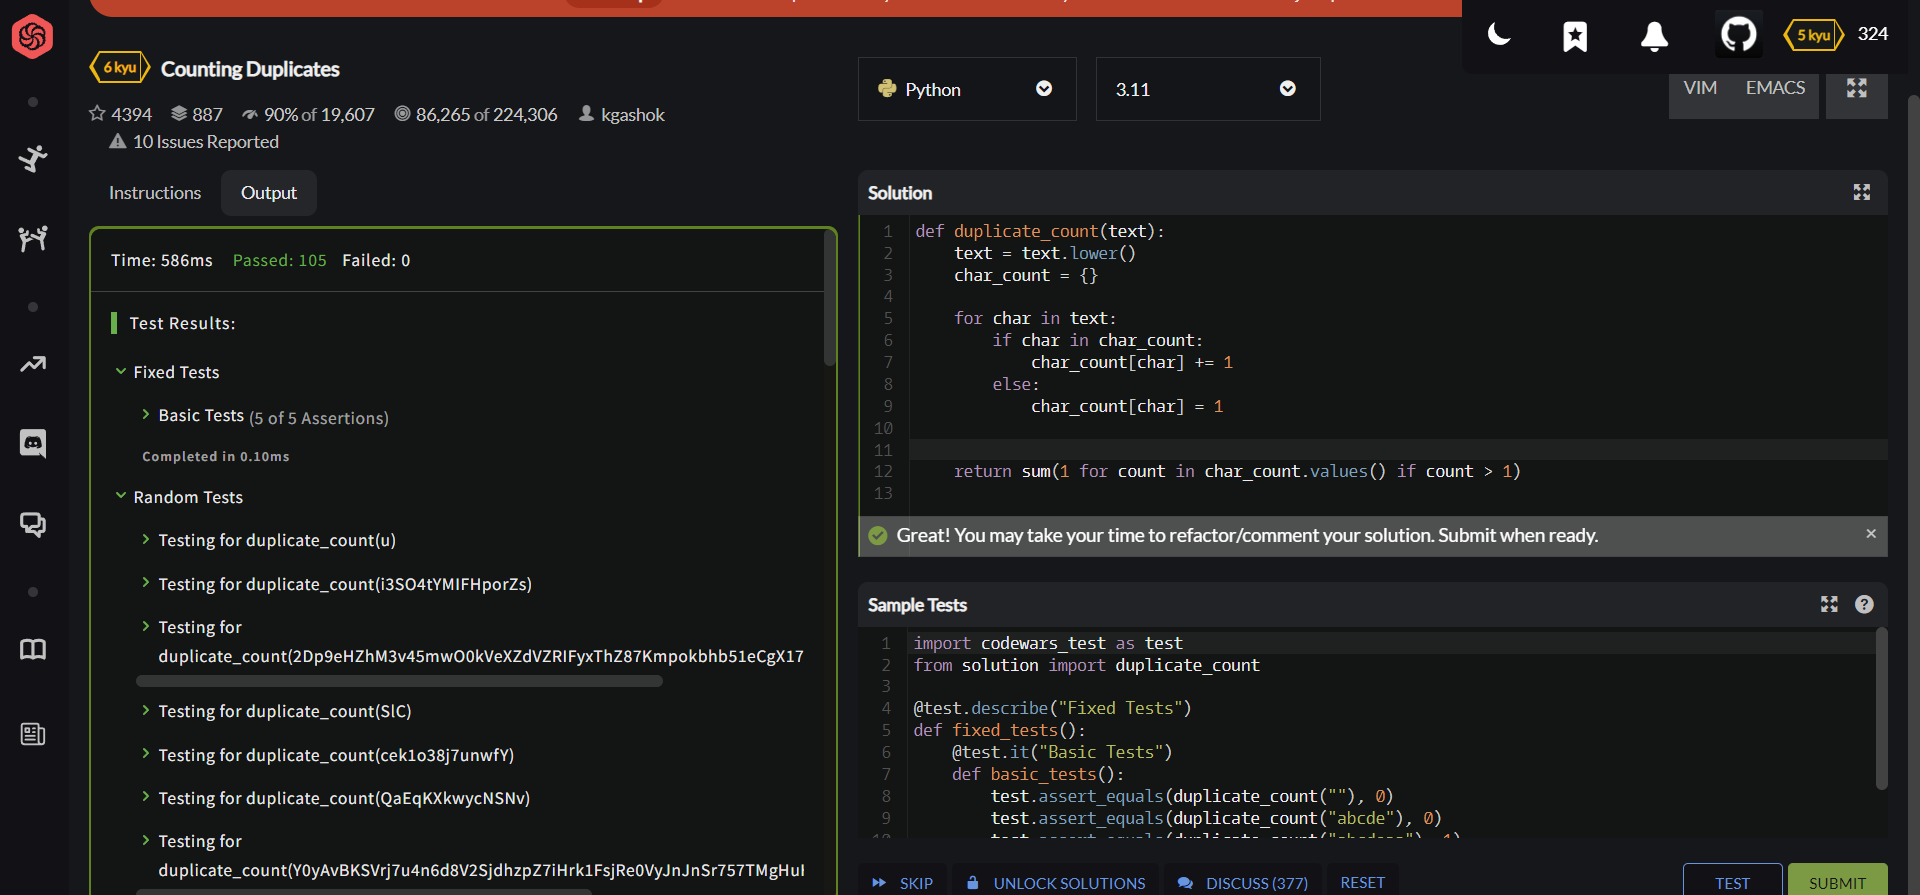 5 kyu
324
6 kyu
Counting Duplicates
4394
887
90% of 19,607
86,265 of 224,306
kgashok
10 Issues Reported
Python
3.11
VIM
EMACS
Instructions
Output
Time: 586ms Passed: 105 Failed: 0
Test Results:
Fixed Tests
Basic Tests (5 of 5 Assertions)
Completed in 0.10ms
Random Tests
Testing for duplicate_count(u)
Testing for duplicate_count(i3SO4tYMIFHporZs)
Testing for
duplicate_count(2Dp9eHZhM3v45mwO0kVeXZdVZRIFyxThZ87Kmpokbhb51eCgX17
Testing for duplicate_count(SlC)
Testing for duplicate_count(cek1o38j7unwfY)
Testing for duplicate_count(QaEqKXkwycNSNv)
Testing for
duplicate_count(Y0yAvBKSVrj7u4n6d8V2SjdhzpZ7iHrk1FsjRe0VyJnJnSr757TMgHul
Solution
1 def duplicate_count(text):
2     text = text.lower()
3     char_count = {}
4
5     for char in text:
6         if char in char_count:
7             char_count[char] += 1
8         else:
9             char_count[char] = 1
10
11
12     return sum(1 for count in char_count.values() if count > 1)
13
Great! You may take your time to refactor/comment your solution. Submit when ready.
×
Sample Tests
?
1 import codewars_test as test
2 from solution import duplicate_count
3
4 @test.describe("Fixed Tests")
5 def fixed_tests():
6     @test.it("Basic Tests")
7     def basic_tests():
8         test.assert_equals(duplicate_count(""), 0)
9         test.assert_equals(duplicate_count("abcde"), 0)
SKIP
UNLOCK SOLUTIONS
DISCUSS (377)
RESET
TEST
SUBMIT